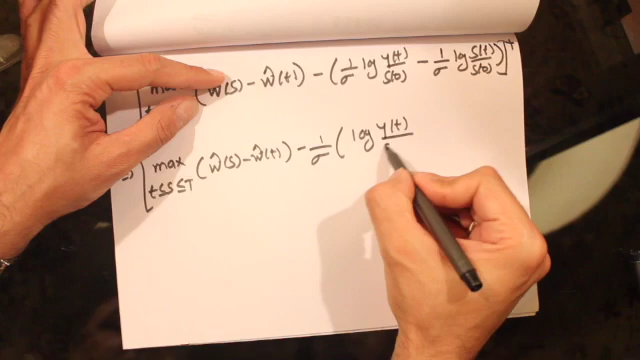 [ max (Ŵ(s) - Ŵ(t)) - (1/σ log Y(t)/S(0) - 1/σ log S(t)/S(0)) ]⁺
=> [ max (Ŵ(s) - Ŵ(t)) - 1/σ ( log Y(t)/
t≤s≤T